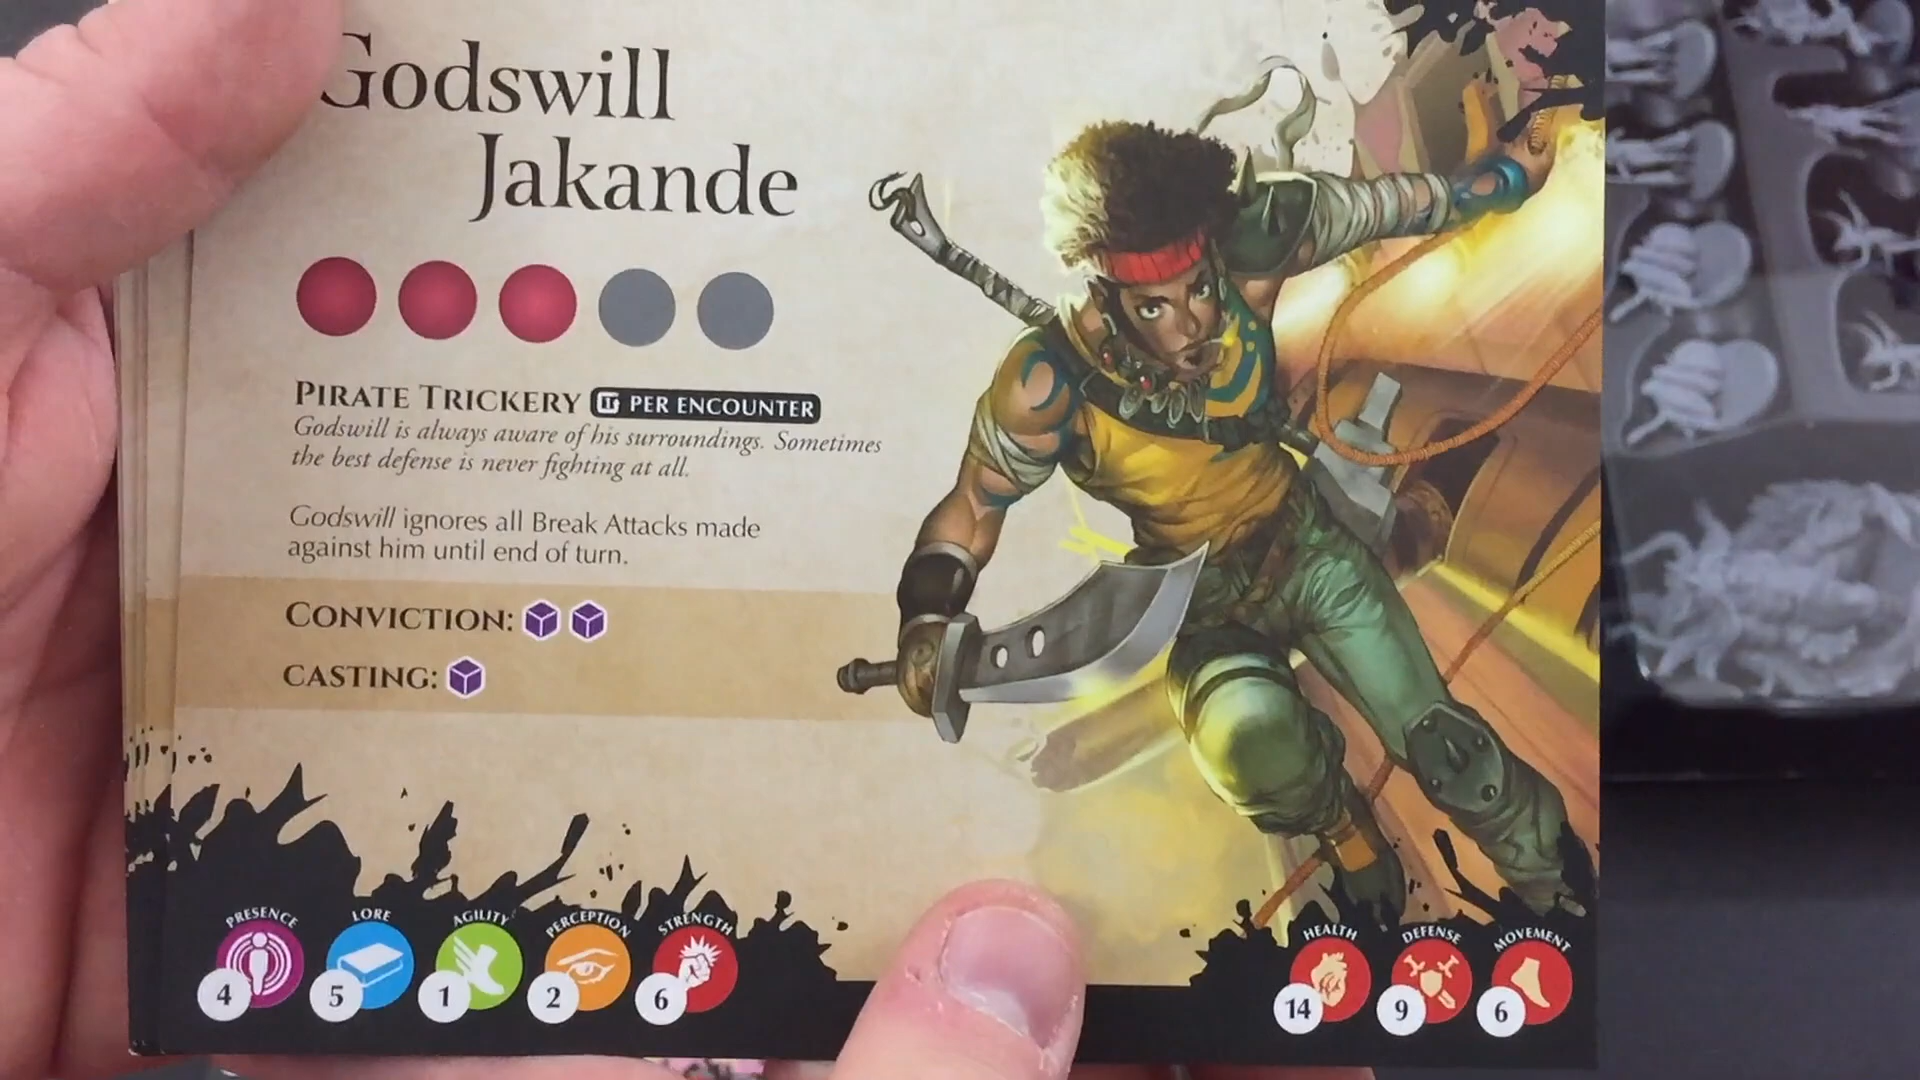 Godswill
Jakande
PIRATE TRICKERY PER ENCOUNTER
Godswill is always aware of his surroundings. Sometimes
the best defense is never fighting at all.
Godswill ignores all Break Attacks made
against him until end of turn.
CONVICTION:
CASTING:
PRESENCE LORE AGILITY PERCEPTION STRENGTH HEALTH DEFENSE MOVEMENT
4 5 1 2 6 14 9 6